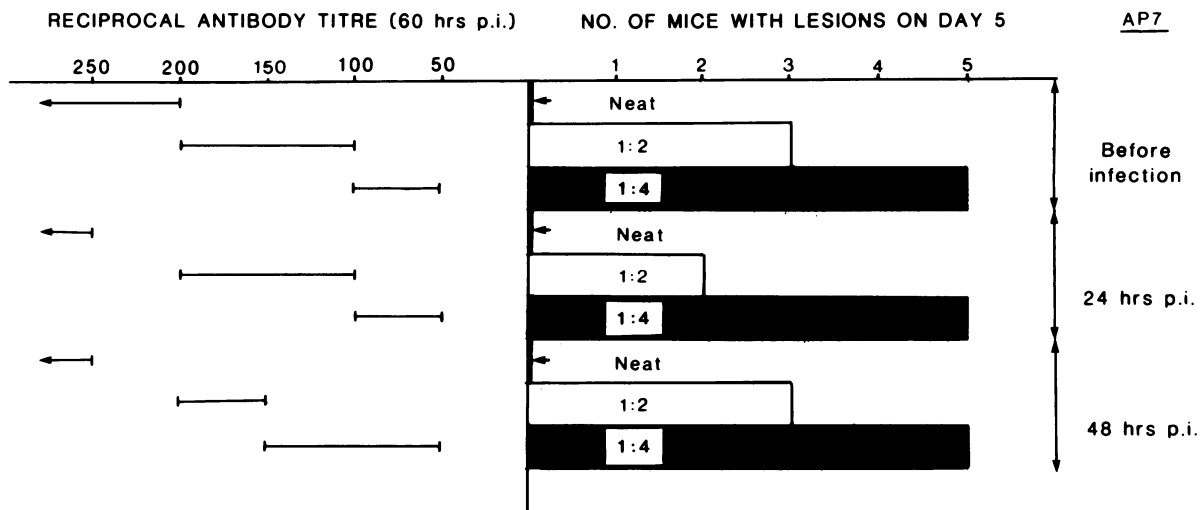 RECIPROCAL ANTIBODY TITRE (60 hrs p.i.) NO. OF MICE WITH LESIONS ON DAY 5 AP7
250 200 150 100 50 1 2 3 4 5
Neat
1:2
1:4
Before
infection
Neat
1:2
1:4
24 hrs p.i.
Neat
1:2
1:4
48 hrs p.i.